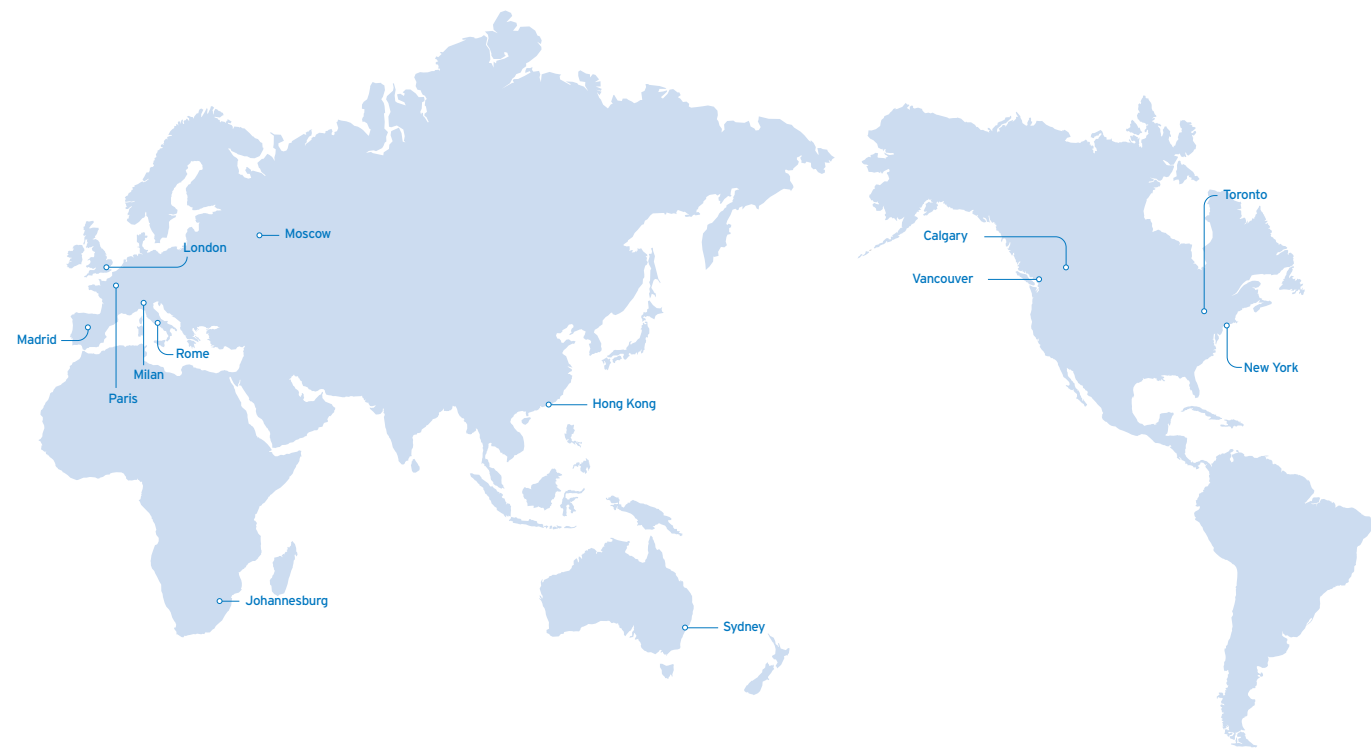 Toronto
Moscow
Calgary
London
Vancouver
Madrid
Rome
New York
Milan
Paris
Hong Kong
Johannesburg
Sydney